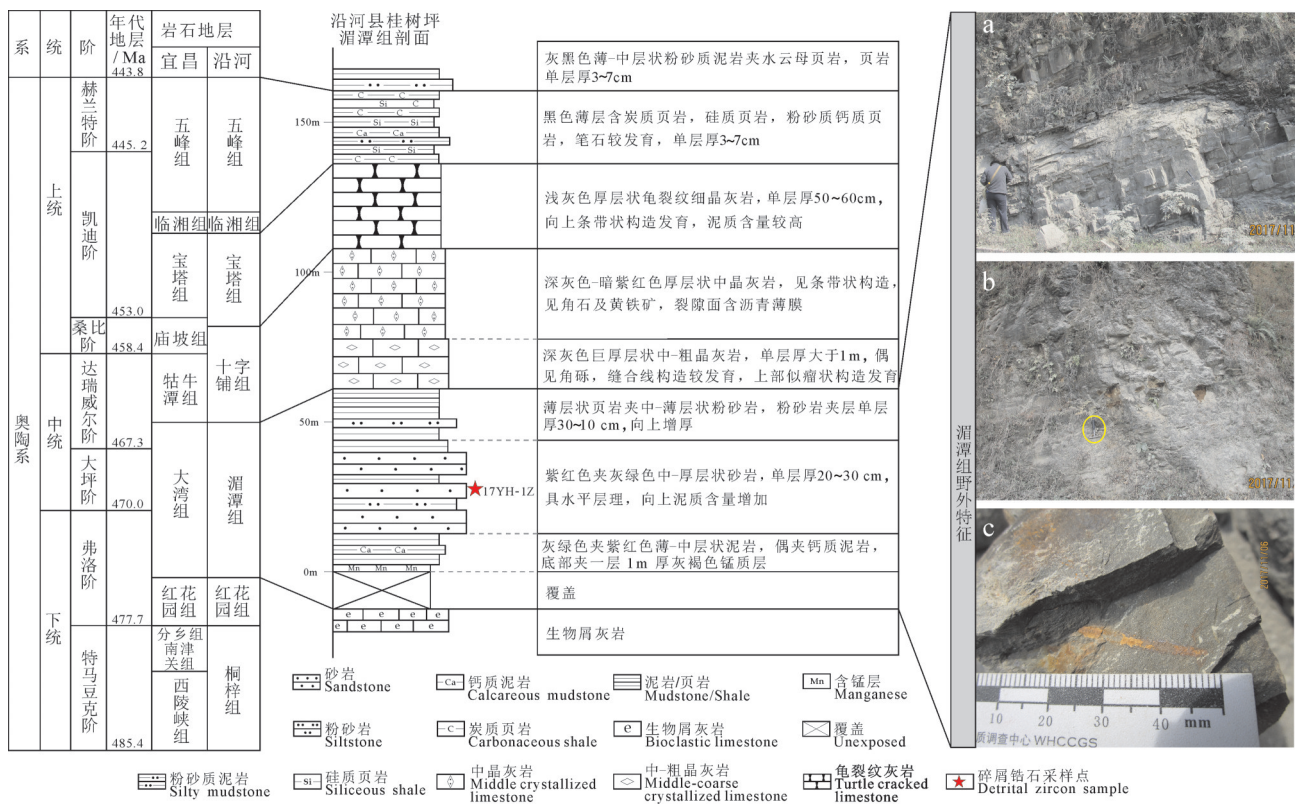 系
统
阶
年代
地层
/ Ma
岩石地层
宜昌
沿河
443.8
445. 2
453.0
458.4
467.3
470.0
477.7
485.4
奥陶系
上统
中统
下统
赫兰特阶
凯迪阶
桑比阶
达瑞威尔阶
大坪阶
弗洛阶
特马豆克阶
五峰组
临湘组
宝塔组
庙坡组
牯牛潭组
大湾组
红花园组
分乡组
南津关组
西陵峡组
五峰组
临湘组
宝塔组
十字铺组
湄潭组
红花园组
桐梓组
沿河县桂树坪
湄潭组剖面
150m
100m
50m
0m
C C
Si C
C C
Si Si
Ca Ca
Si Si
C C
Ca Ca
Mn Mn Mn
e e e
e e e e
17YH-1Z
灰黑色薄-中层状粉砂质泥岩夹水云母页岩，页岩
单层厚3~7cm
黑色薄层含炭质页岩，硅质页岩，粉砂质钙质页
岩，笔石较发育，单层厚3~7cm
浅灰色厚层状龟裂纹细晶灰岩，单层厚50~60cm，
向上条带状构造发育，泥质含量较高
深灰色-暗紫红色厚层状中晶灰岩，见条带状构造，
见角石及黄铁矿，裂隙面含沥青薄膜
深灰色巨厚层状中-粗晶灰岩，单层厚大于1m，偶
见角砾，缝合线构造较发育，上部似瘤状构造发育
薄层状页岩夹中-薄层状粉砂岩，粉砂岩夹层单层
厚30~10 cm，向上增厚
紫红色夹灰绿色中-厚层状砂岩，单层厚20~30 cm，
具水平层理，向上泥质含量增加
灰绿色夹紫红色薄-中层状泥岩，偶夹钙质泥岩，
底部夹一层 1m 厚灰褐色锰质层
覆盖
生物屑灰岩
湄潭组野外特征
a
2017/11
b
2017/11
c
10 20 30 40 mm
质调查中心 WHCCGS
砂岩
Sandstone
Ca
钙质泥岩
Calcareous mudstone
泥岩/页岩
Mudstone/Shale
Mn
含锰层
Manganese
粉砂岩
Siltstone
C
炭质页岩
Carbonaceous shale
e
生物屑灰岩
Bioclastic limestone
覆盖
Unexposed
粉砂质泥岩
Silty mudstone
Si
硅质页岩
Siliceous shale
中晶灰岩
Middle crystallized
limestone
中-粗晶灰岩
Middle-coarse
crystallized limestone
龟裂纹灰岩
Turtle cracked
limestone
碎屑锆石采样点
Detrital zircon sample